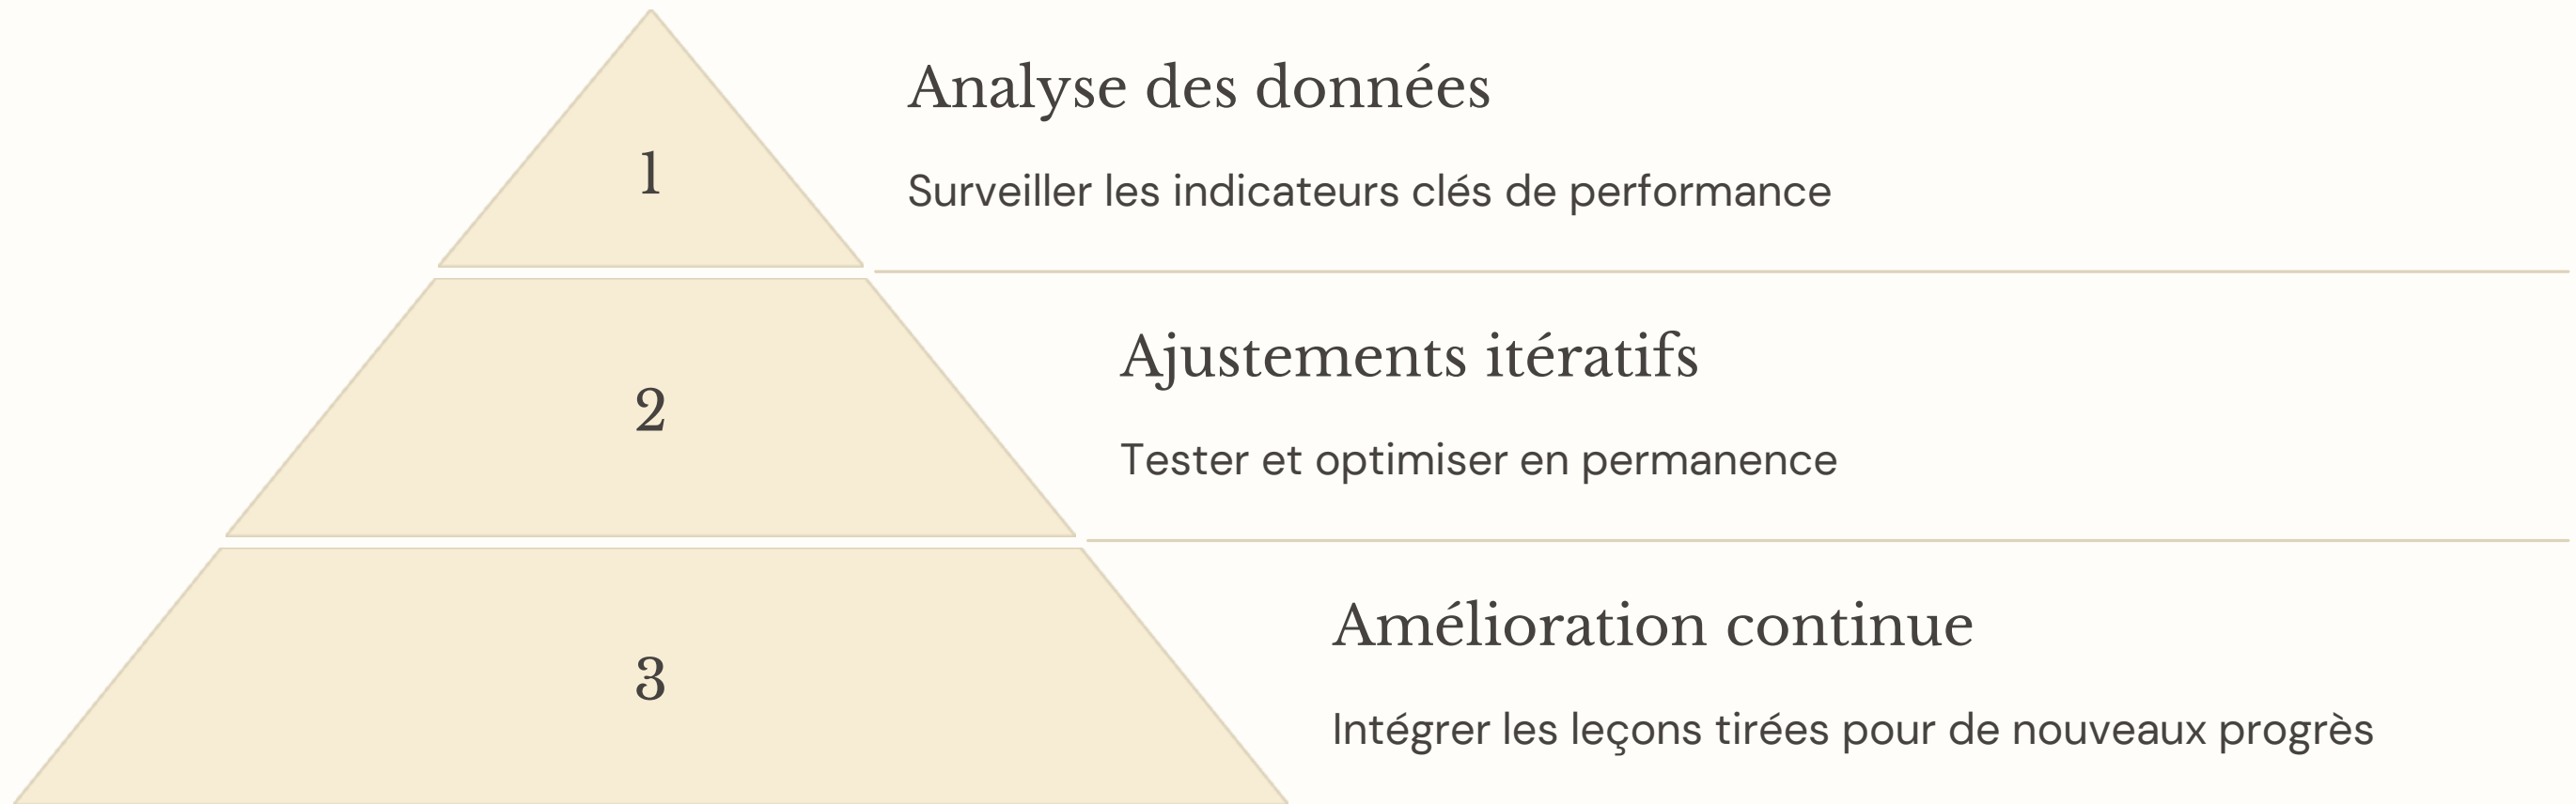 1
Analyse des données
Surveiller les indicateurs clés de performance
2
Ajustements itératifs
Tester et optimiser en permanence
3
Amélioration continue
Intégrer les leçons tirées pour de nouveaux progrès